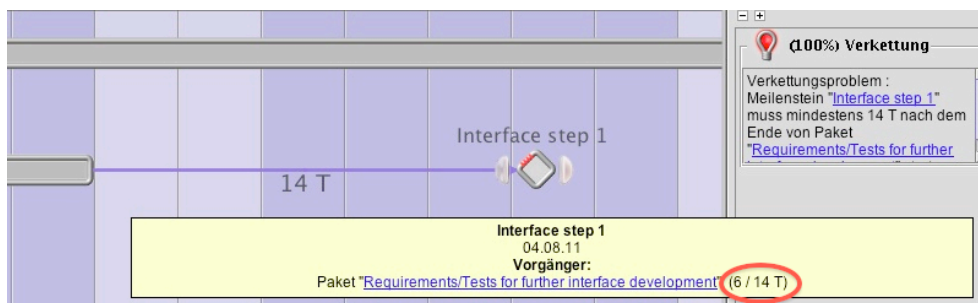 (100%) Verkettung
Verkettungsproblem :
Meilenstein "Interface step 1"
muss mindestens 14 T nach dem
Ende von Paket
"Requirements/Tests for further
Interface step 1
14 T
Interface step 1
04.08.11
Vorgänger:
Paket "Requirements/Tests for further interface development" (6 / 14 T)